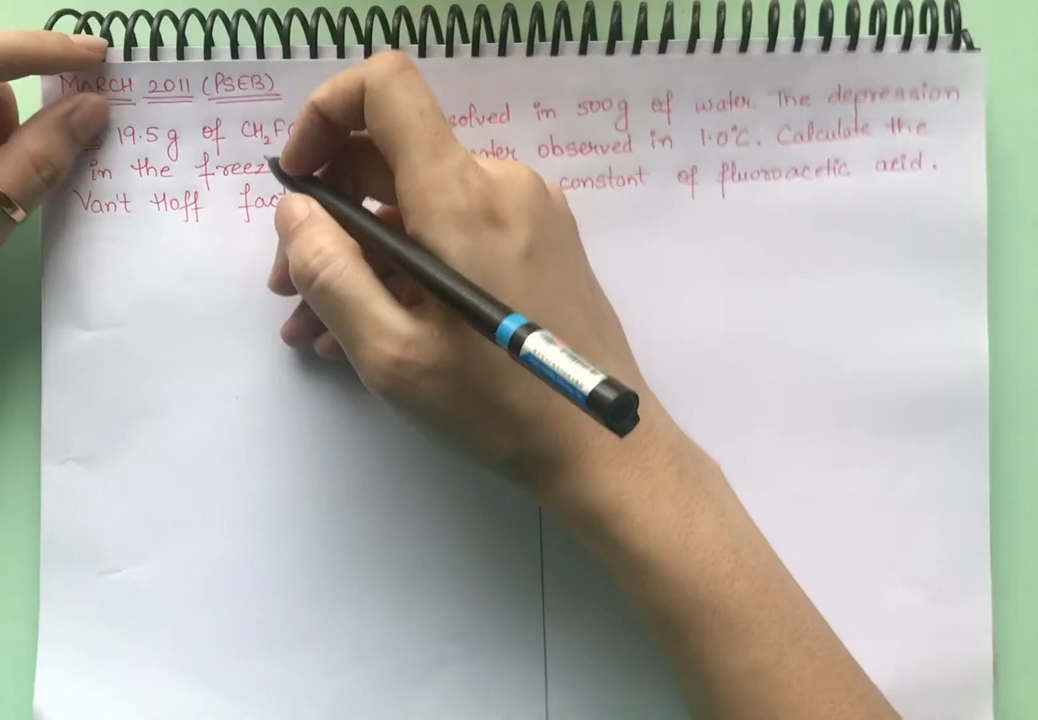 MARCH 2011 (PSEB)
19.5g of CH₂F solved in 500g of water. The depression
in the freez ater observed in 1.0°C. Calculate the
Van't Hoff fac constant of fluoroacetic acid.